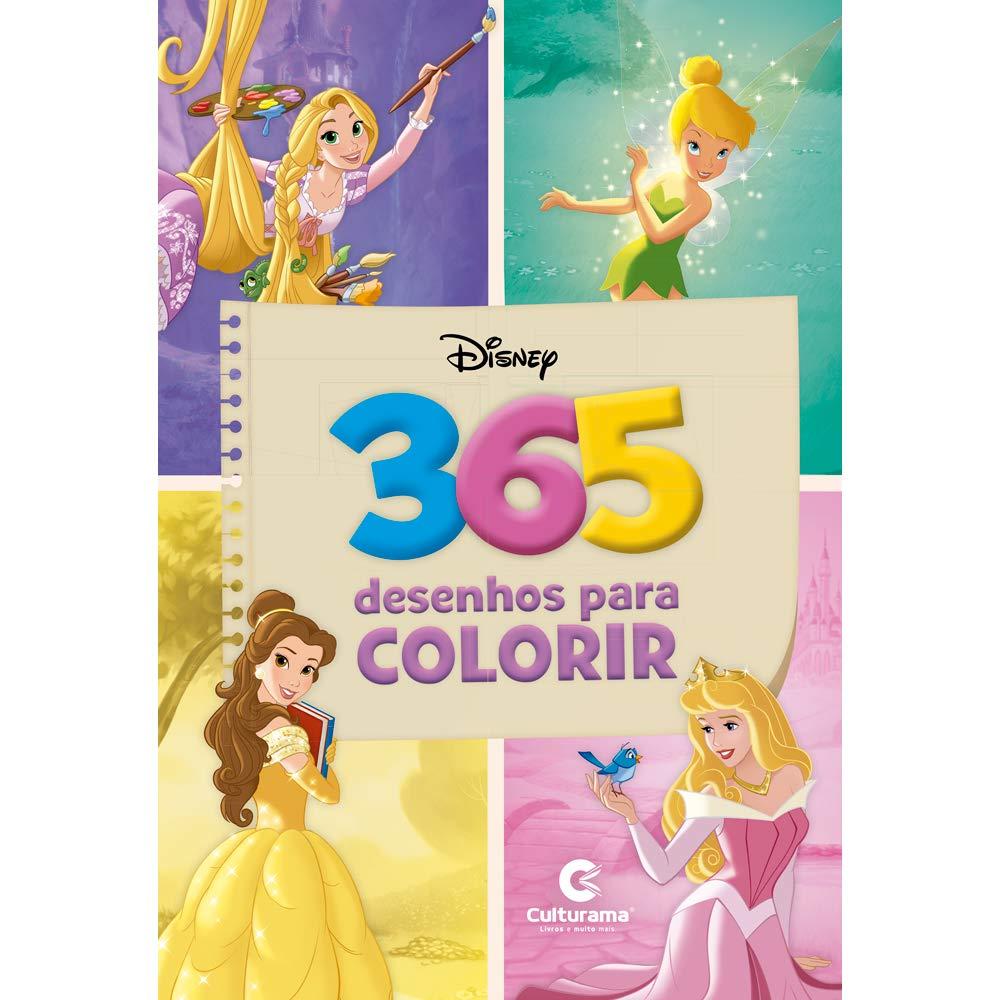 Disney
365
desenhos para
COLORIR
Culturama
Livros e muito mais.